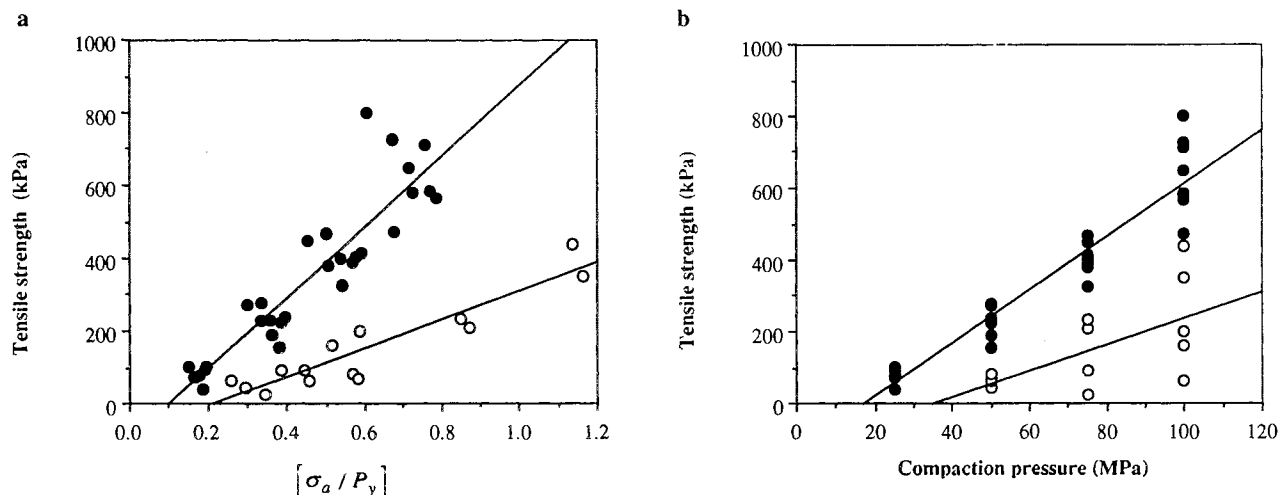 a
1000
800
600
400
200
0
Tensile strength (kPa)
0.0 0.2 0.4 0.6 0.8 1.0 1.2
[σa / Py]
b
1000
800
600
400
200
0
Tensile strength (kPa)
0 20 40 60 80 100 120
Compaction pressure (MPa)